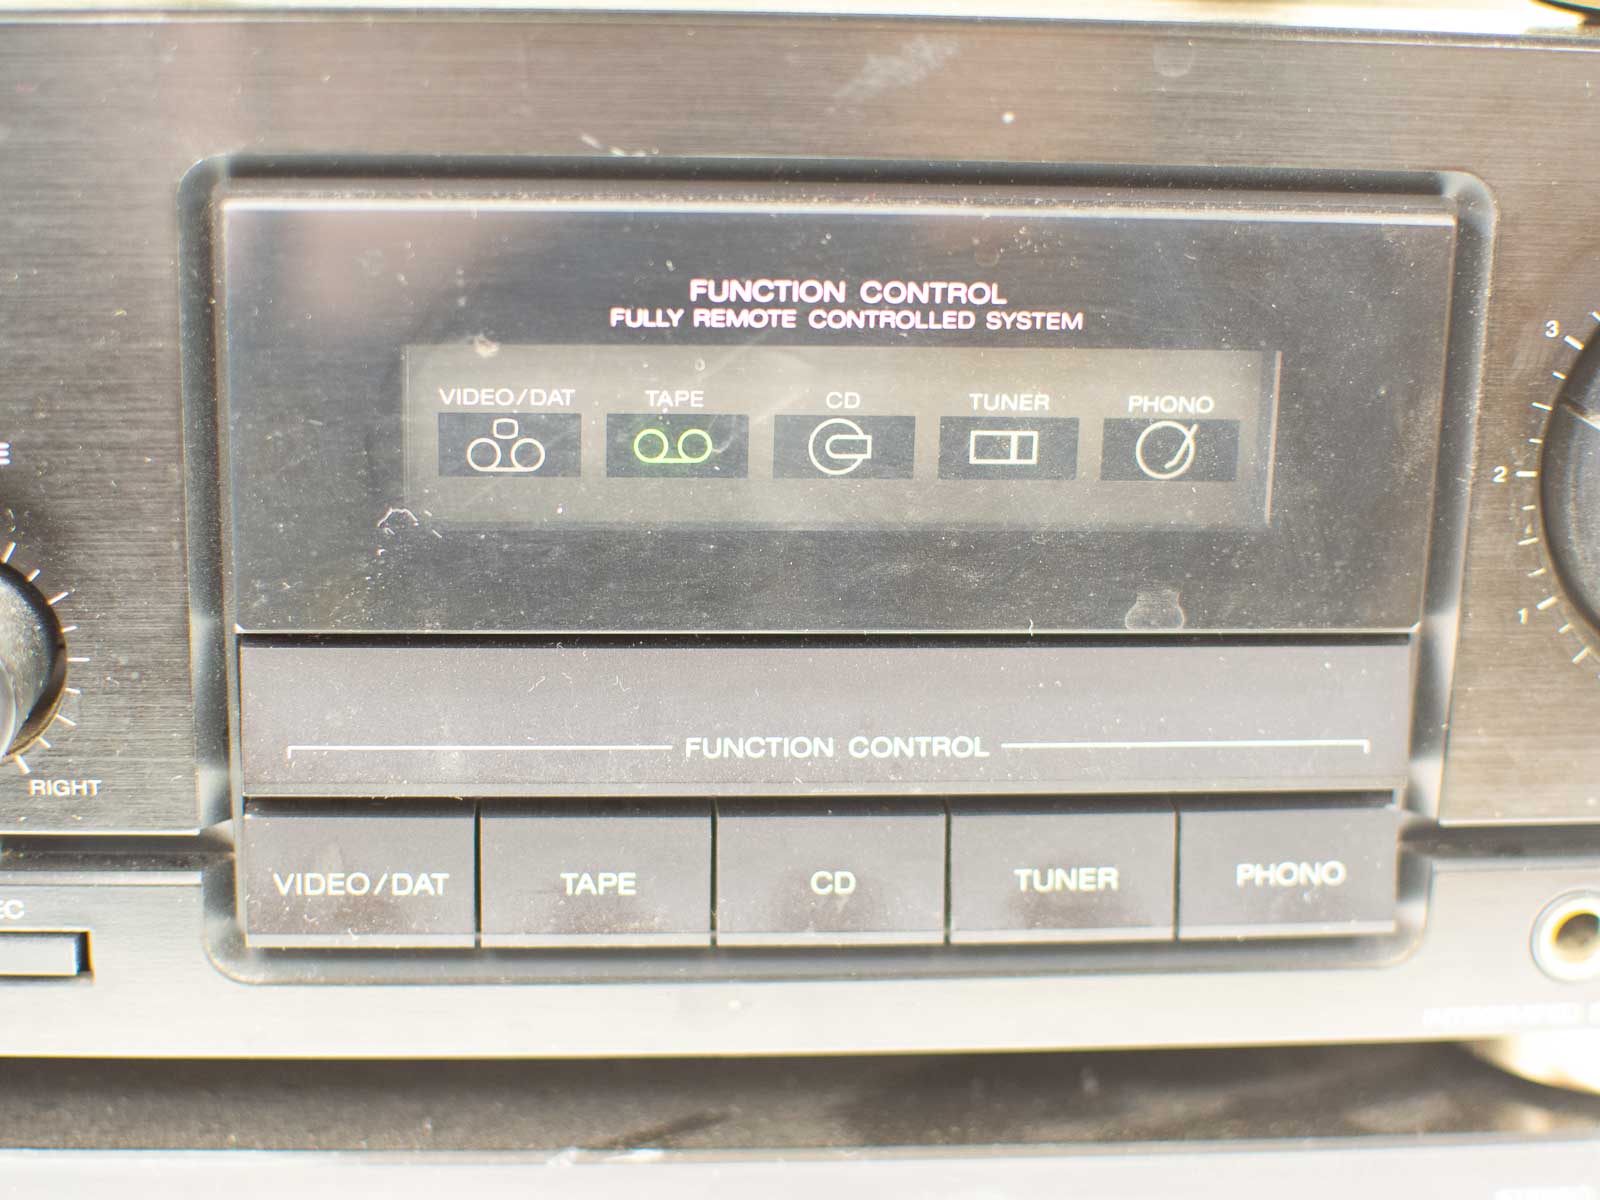 FUNCTION CONTROL
FULLY REMOTE CONTROLLED SYSTEM
VIDEO/DAT TAPE CD TUNER PHONO
3
2
1
RIGHT
FUNCTION CONTROL
VIDEO/DAT TAPE CD TUNER PHONO